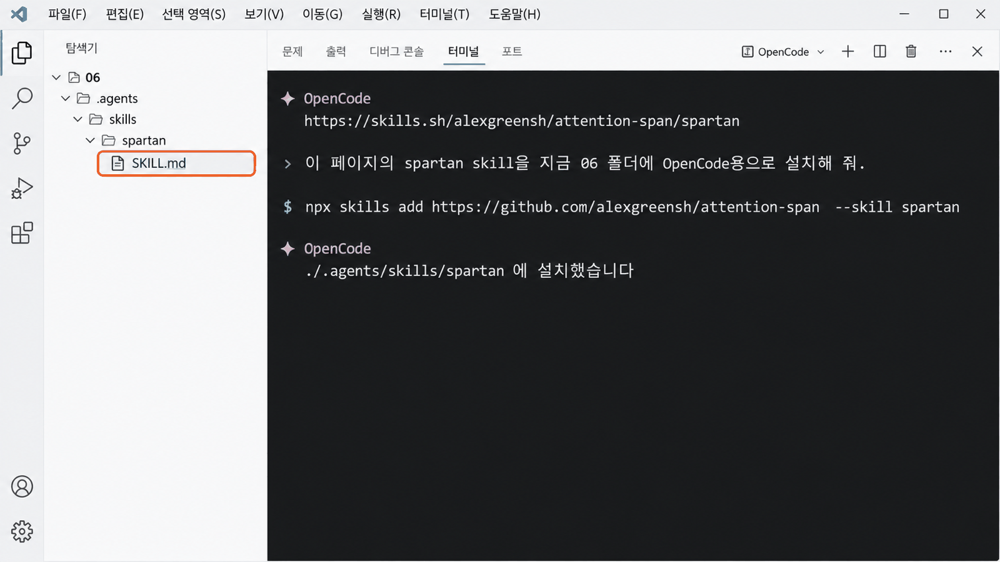 파일(F) 편집(E) 선택 영역(S) 보기(V) 이동(G) 실행(R) 터미널(T) 도움말(H)
탐색기
06
.agents
skills
spartan
SKILL.md
문제 출력 디버그 콘솔 터미널 포트 OpenCode
OpenCode
https://skills.sh/alexgreensh/attention-span/spartan
> 이 페이지의 spartan skill을 지금 06 폴더에 OpenCode용으로 설치해 줘.
$ npx skills add https://github.com/alexgreensh/attention-span --skill spartan
OpenCode
./.agents/skills/spartan 에 설치했습니다